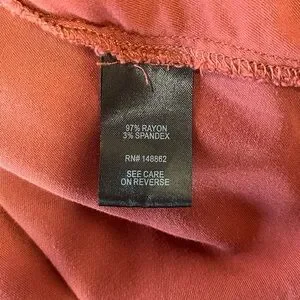 97% RAYON
3% SPANDEX
RN# 148862
SEE CARE
ON REVERSE